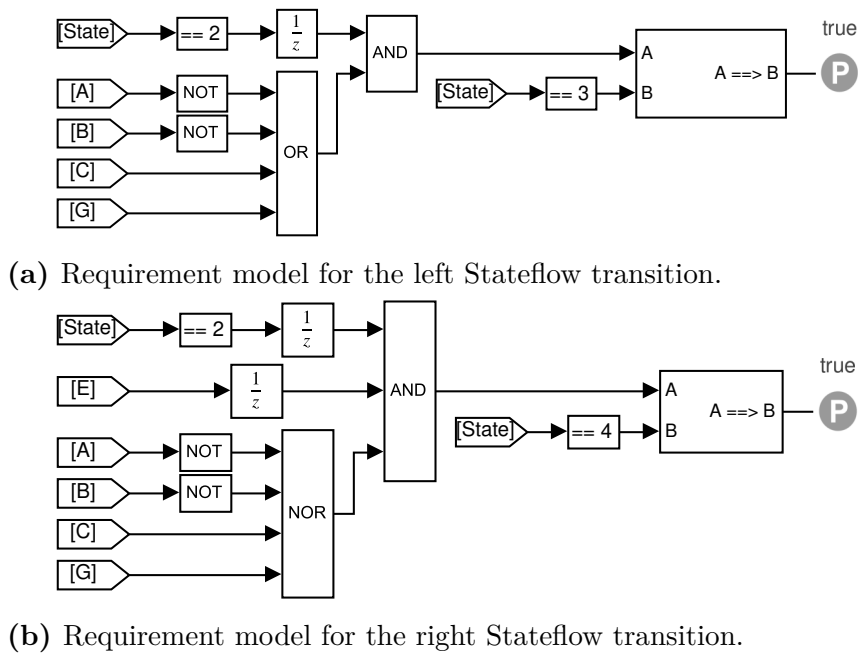 true
[State] == 2 1/z AND
[A] NOT
[B] NOT
[C]
[G]
OR
[State] == 3
A
B
A ==> B
P
(a) Requirement model for the left Stateflow transition.
[State] == 2 1/z
[E] 1/z
AND
[A] NOT
[B] NOT
[C]
[G]
NOR
[State] == 4
A
B
A ==> B
true
P
(b) Requirement model for the right Stateflow transition.